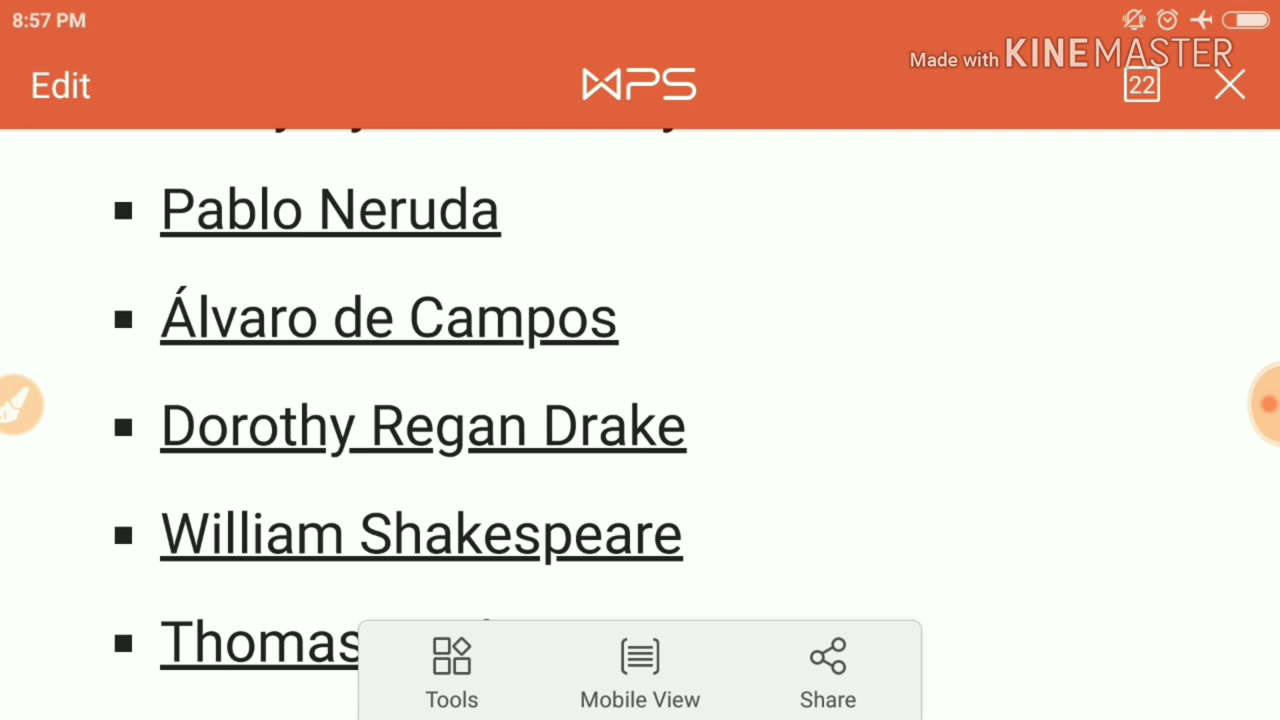 8:57 PM
Made with KINEMASTER
Edit
WPS
22
Pablo Neruda
Álvaro de Campos
Dorothy Regan Drake
William Shakespeare
Thomas
Tools
Mobile View
Share